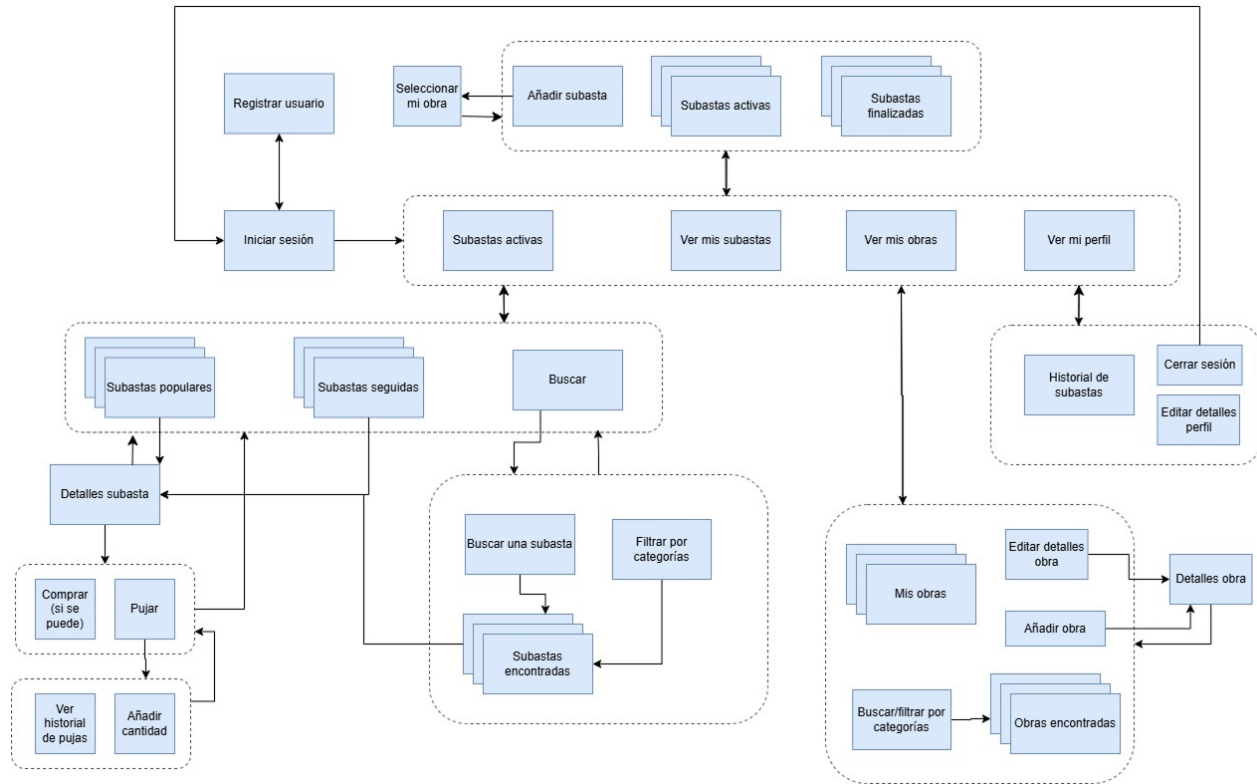 Registrar usuario
Seleccionar
mi obra
Añadir subasta
Subastas activas
Subastas
finalizadas
Iniciar sesión
Subastas activas
Ver mis subastas
Ver mis obras
Ver mi perfil
Subastas populares
Subastas seguidas
Buscar
Historial de
subastas
Cerrar sesión
Editar detalles
perfil
Detalles subasta
Buscar una subasta
Filtrar por
categorías
Editar detalles
obra
Detalles obra
Mis obras
Comprar
(si se
puede)
Pujar
Añadir obra
Subastas
encontradas
Ver
historial
de pujas
Añadir
cantidad
Buscar/filtrar por
categorías
Obras encontradas